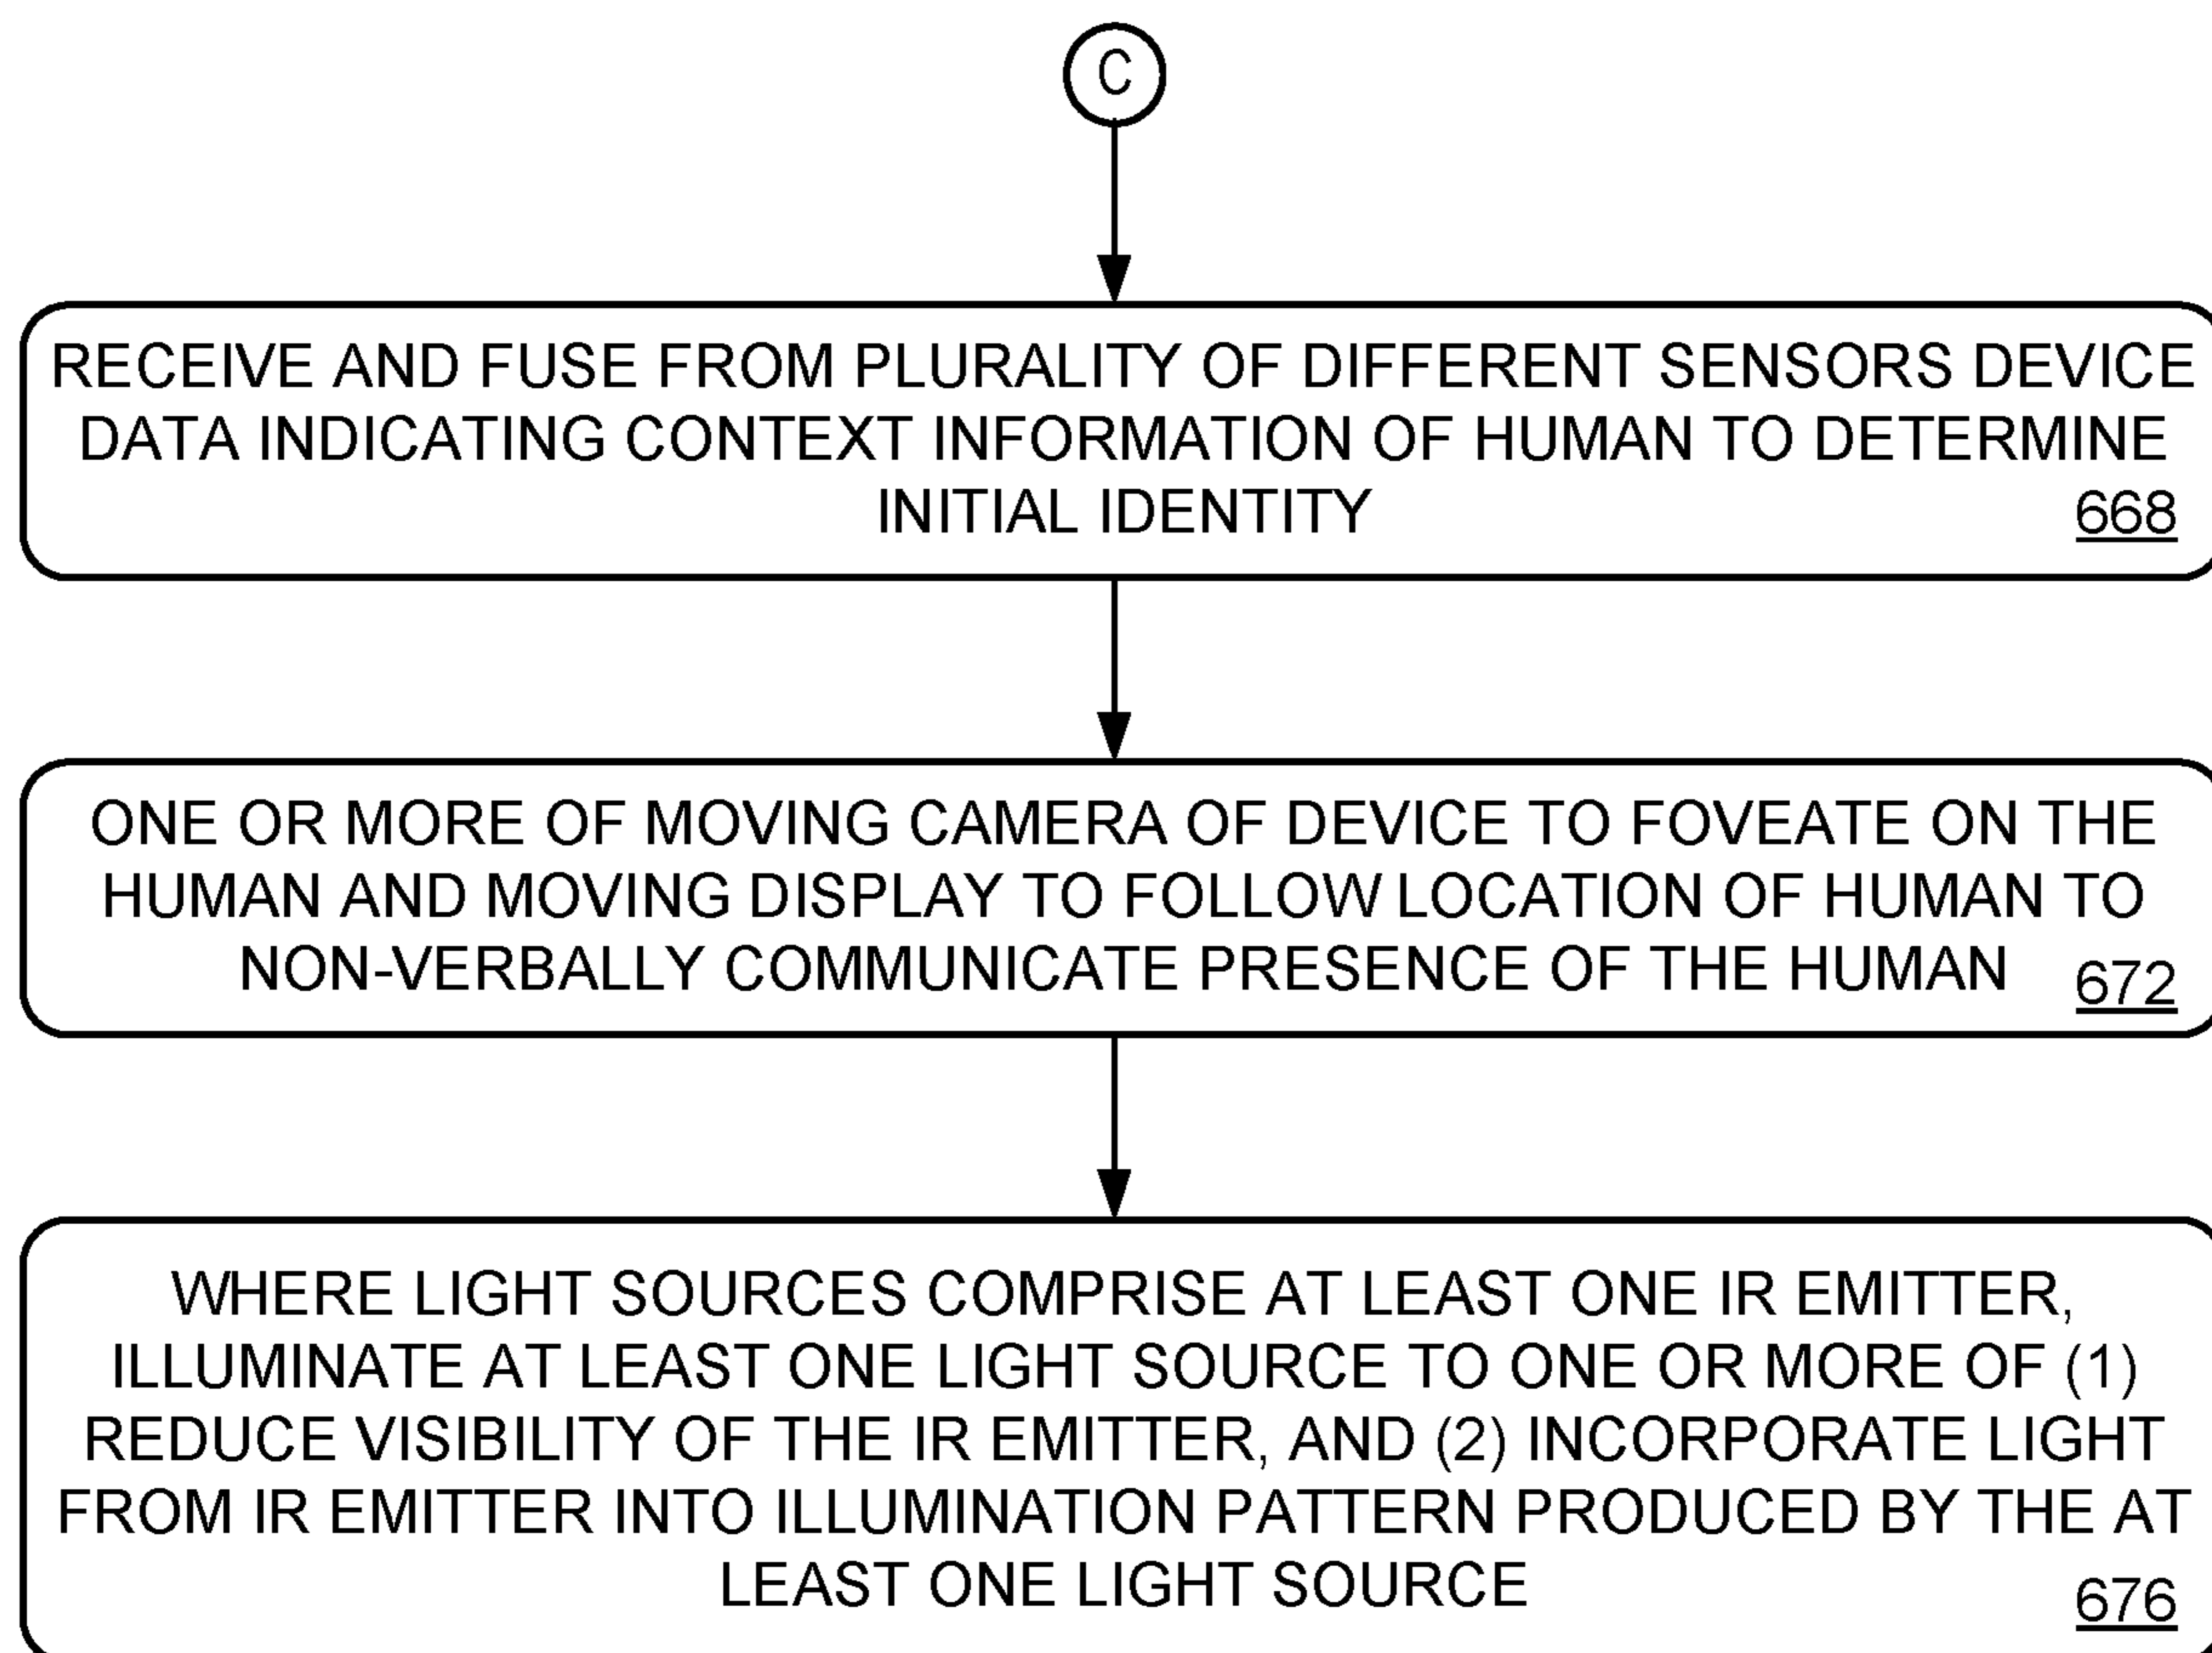 C
RECEIVE AND FUSE FROM PLURALITY OF DIFFERENT SENSORS DEVICE
DATA INDICATING CONTEXT INFORMATION OF HUMAN TO DETERMINE
INITIAL IDENTITY
668
ONE OR MORE OF MOVING CAMERA OF DEVICE TO FOVEATE ON THE
HUMAN AND MOVING DISPLAY TO FOLLOW LOCATION OF HUMAN TO
NON-VERBALLY COMMUNICATE PRESENCE OF THE HUMAN
672
WHERE LIGHT SOURCES COMPRISE AT LEAST ONE IR EMITTER,
ILLUMINATE AT LEAST ONE LIGHT SOURCE TO ONE OR MORE OF (1)
REDUCE VISIBILITY OF THE IR EMITTER, AND (2) INCORPORATE LIGHT
FROM IR EMITTER INTO ILLUMINATION PATTERN PRODUCED BY THE AT
LEAST ONE LIGHT SOURCE
676